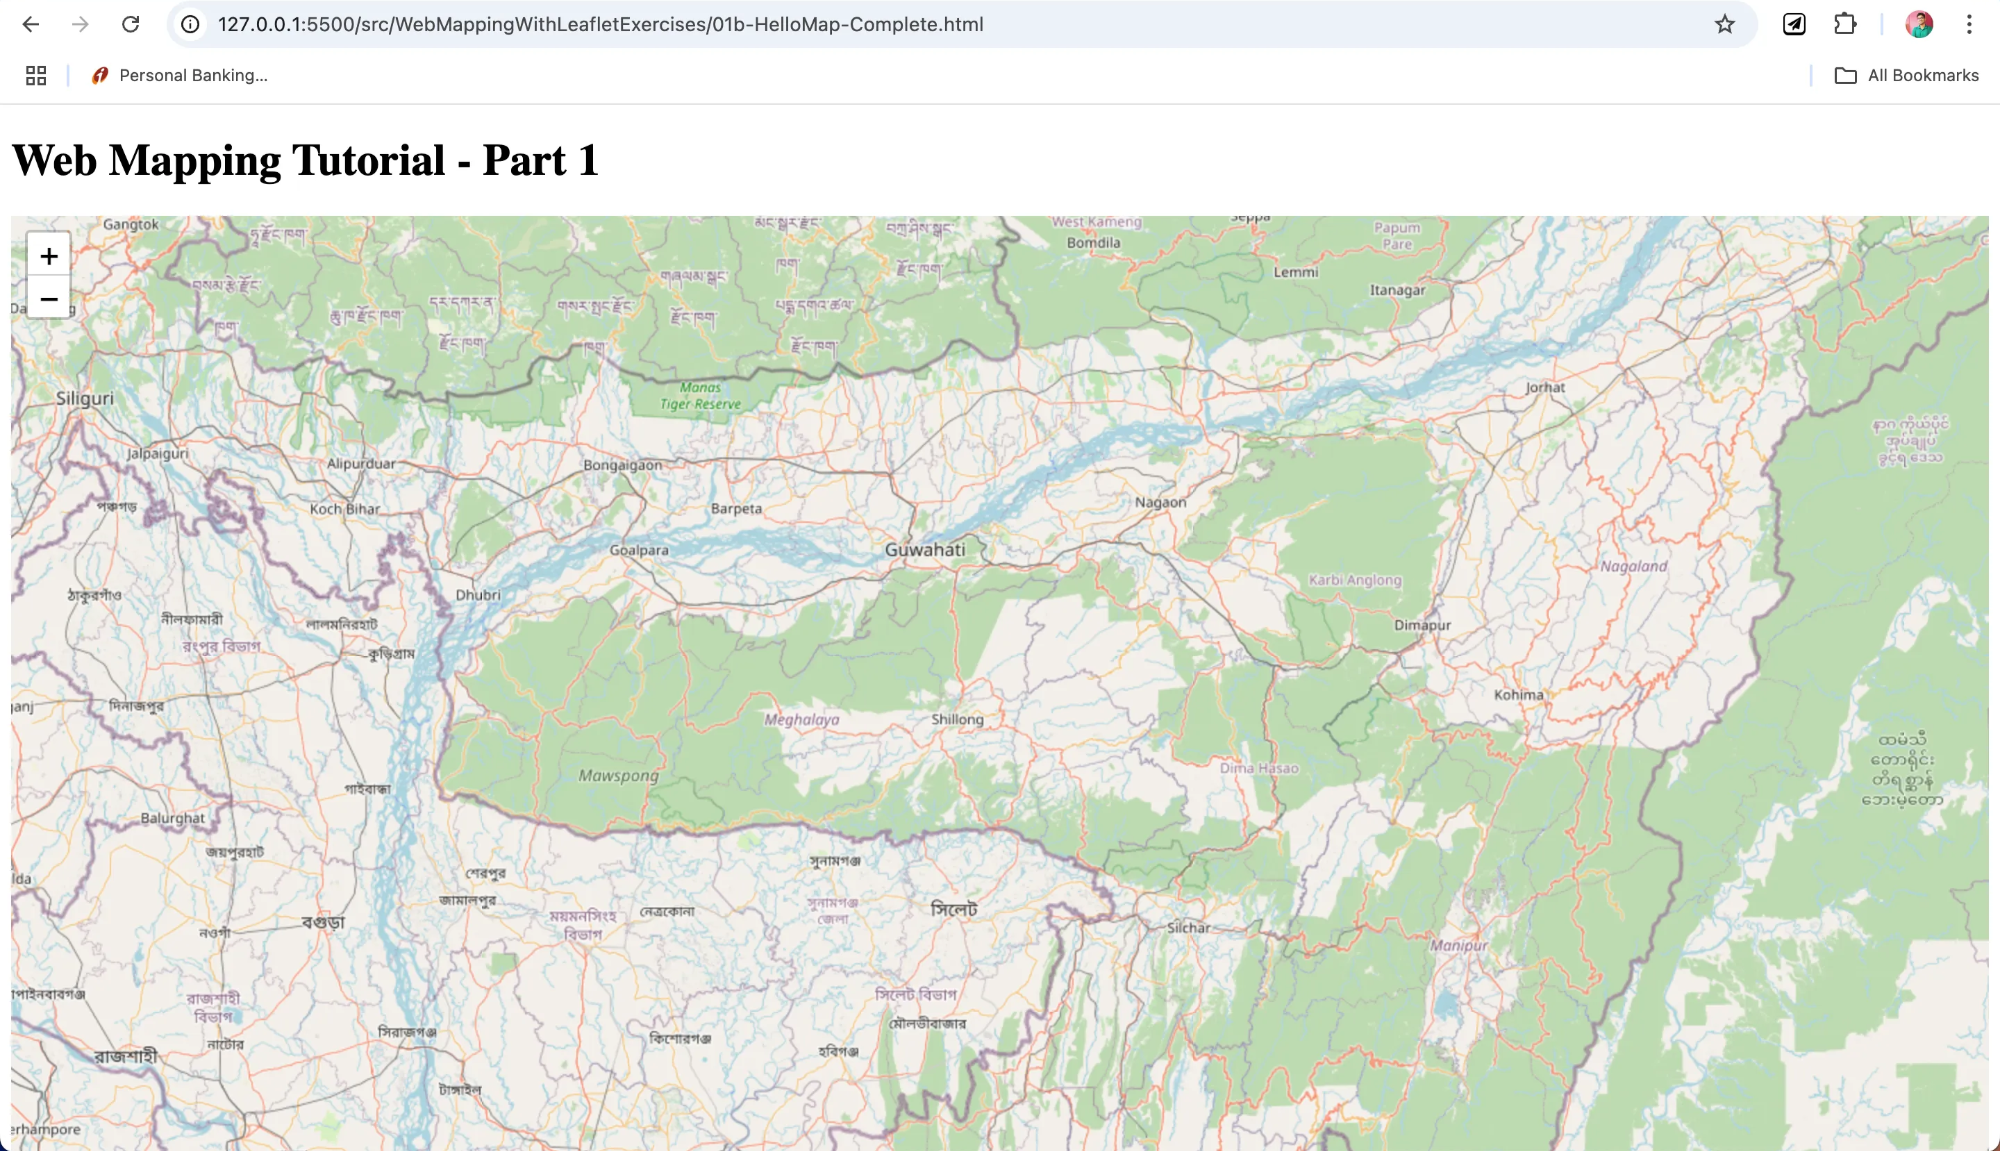 127.0.0.1:5500/src/WebMappingWithLeafletExercises/01b-HelloMap-Complete.html
Personal Banking...
All Bookmarks
Web Mapping Tutorial - Part 1
+
−
Gangtok
West Kameng
Bomdila
Seppa
Papum
Pare
Lemmi
Itanagar
Siliguri
Manas
Tiger Reserve
Jorhat
Jalpaiguri
Alipurduar
Bongaigaon
Koch Bihar
Barpeta
Nagaon
পঞ্চগড়
Goalpara
Guwahati
Nagaland
Karbi Anglong
Dhubri
ঠাকুরগাঁও
নীলফামারী
লালমনিরহাট
Dimapur
রংপুর বিভাগ
কুড়িগ্রাম
দিনাজপুর
Kohima
Meghalaya
Shillong
Mawspong
Dima Hasao
গাইবান্ধা
Balurghat
জয়পুরহাট
সুনামগঞ্জ
শেরপুর
জামালপুর
নওগাঁ
বগুড়া
ময়মনসিংহ
বিভাগ
নেত্রকোনা
সুনামগঞ্জ
জেলা
সিলেট
Silchar
Manipur
রাজশাহী
বিভাগ
সিলেট বিভাগ
মৌলভীবাজার
নাটোর
সিরাজগঞ্জ
কিশোরগঞ্জ
হবিগঞ্জ
রাজশাহী
টাঙ্গাইল